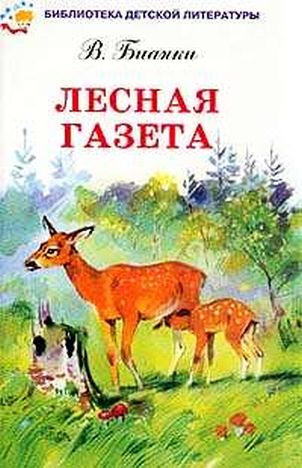 БИБЛИОТЕКА ДЕТСКОЙ ЛИТЕРАТУРЫ
В. Бианки
ЛЕСНАЯ
ГАЗЕТА